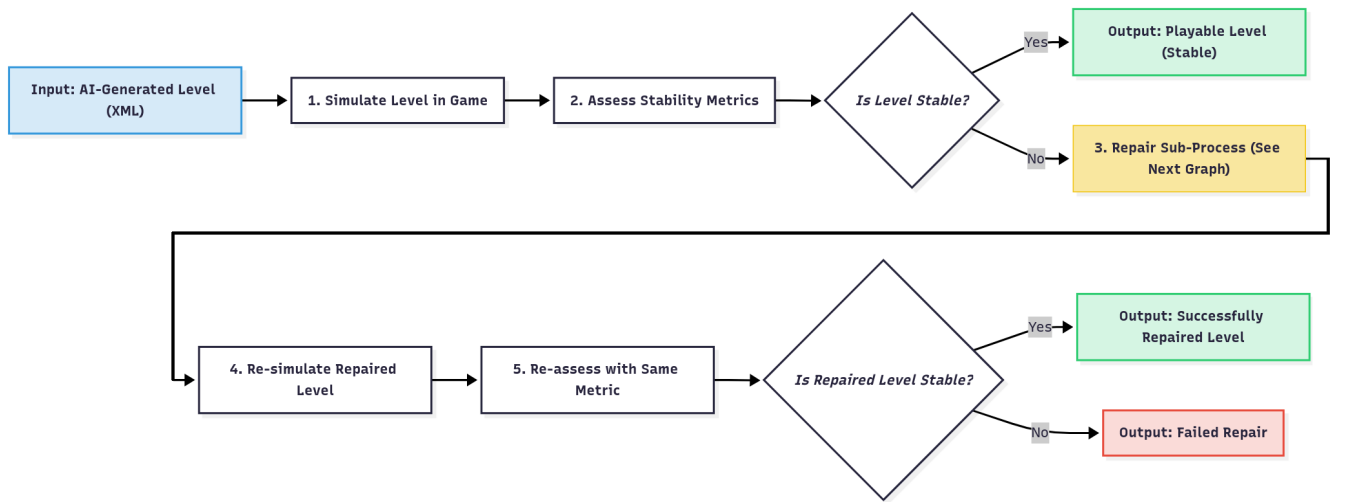 Input: AI-Generated Level
(XML)
1. Simulate Level in Game
2. Assess Stability Metrics
Is Level Stable?
Yes
Output: Playable Level
(Stable)
No
3. Repair Sub-Process (See
Next Graph)
4. Re-simulate Repaired
Level
5. Re-assess with Same
Metric
Is Repaired Level Stable?
Yes
Output: Successfully
Repaired Level
No
Output: Failed Repair